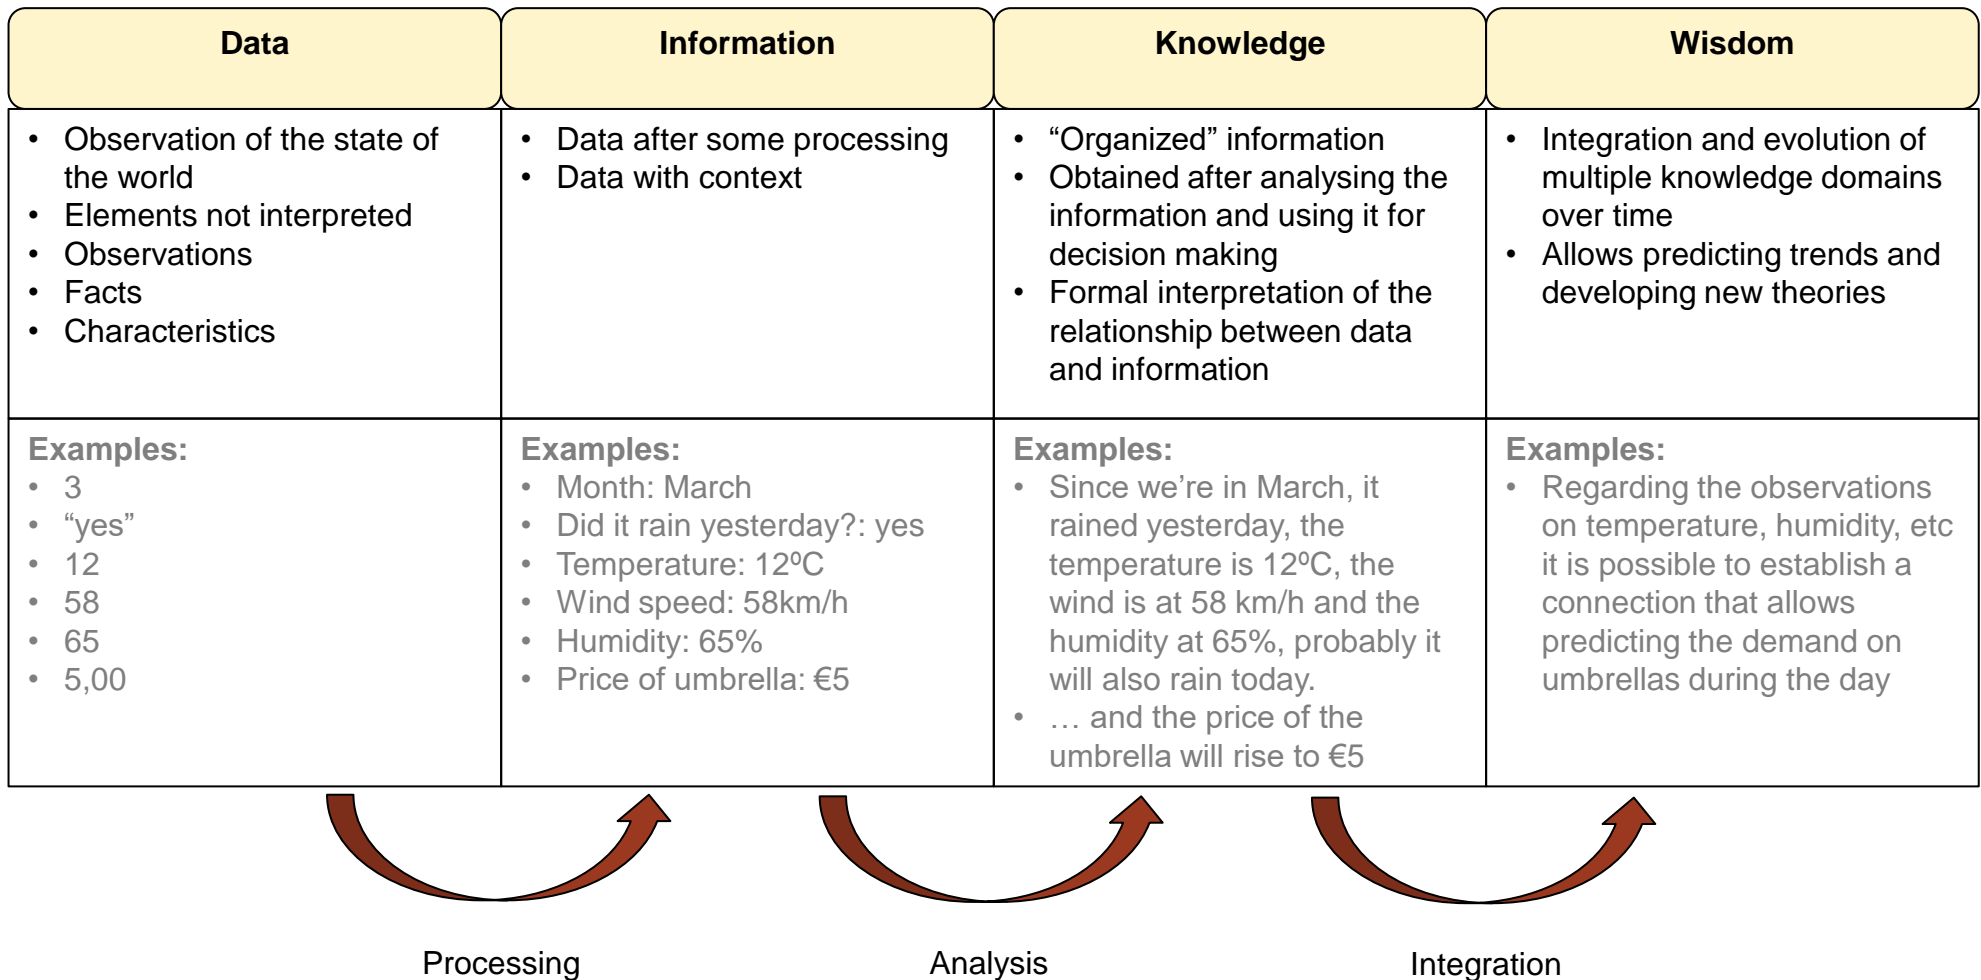 Data
Information
Knowledge
Wisdom
• Observation of the state of
the world
• Elements not interpreted
• Observations
• Facts
• Characteristics
• Data after some processing
• Data with context
• “Organized” information
• Obtained after analysing the
information and using it for
decision making
• Formal interpretation of the
relationship between data
and information
• Integration and evolution of
multiple knowledge domains
over time
• Allows predicting trends and
developing new theories
Examples:
• 3
• “yes”
• 12
• 58
• 65
• 5,00
Examples:
• Month: March
• Did it rain yesterday?: yes
• Temperature: 12ºC
• Wind speed: 58km/h
• Humidity: 65%
• Price of umbrella: €5
Examples:
• Since we’re in March, it
rained yesterday, the
temperature is 12ºC, the
wind is at 58 km/h and the
humidity at 65%, probably it
will also rain today.
• … and the price of the
umbrella will rise to €5
Examples:
• Regarding the observations
on temperature, humidity, etc
it is possible to establish a
connection that allows
predicting the demand on
umbrellas during the day
Processing
Analysis
Integration